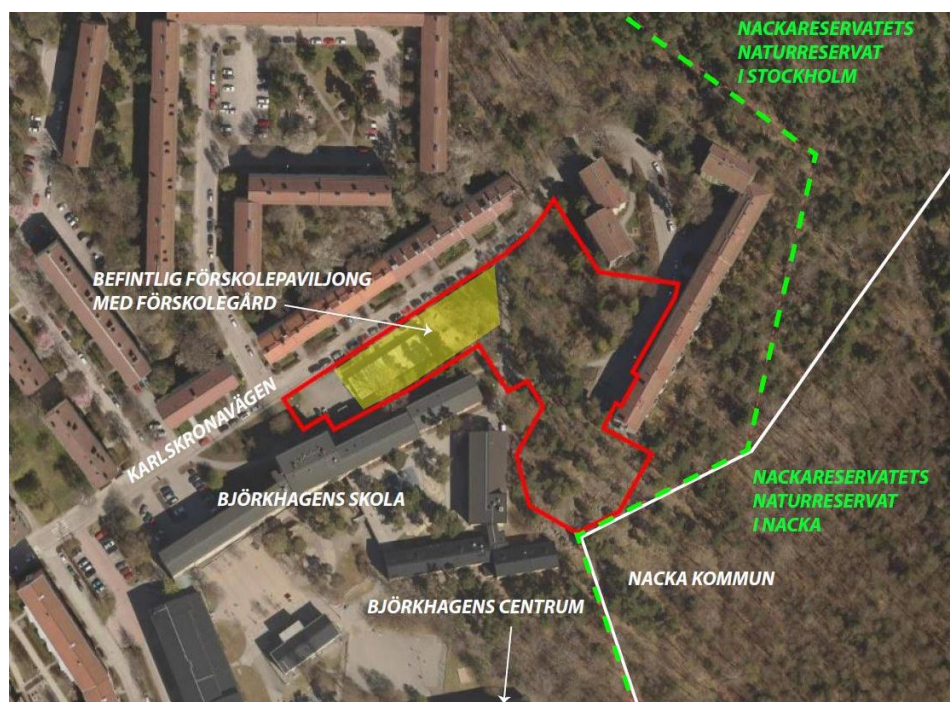 NACKARESERVATETS
NATURRESERVAT
I STOCKHOLM
BEFINTLIG FÖRSKOLEPAVILJONG
MED FÖRSKOLEGÅRD
KARLSKRONAVÄGEN
BJÖRKHAGENS SKOLA
NACKARESERVATETS
NATURRESERVAT
I NACKA
NACKA KOMMUN
BJÖRKHAGENS CENTRUM